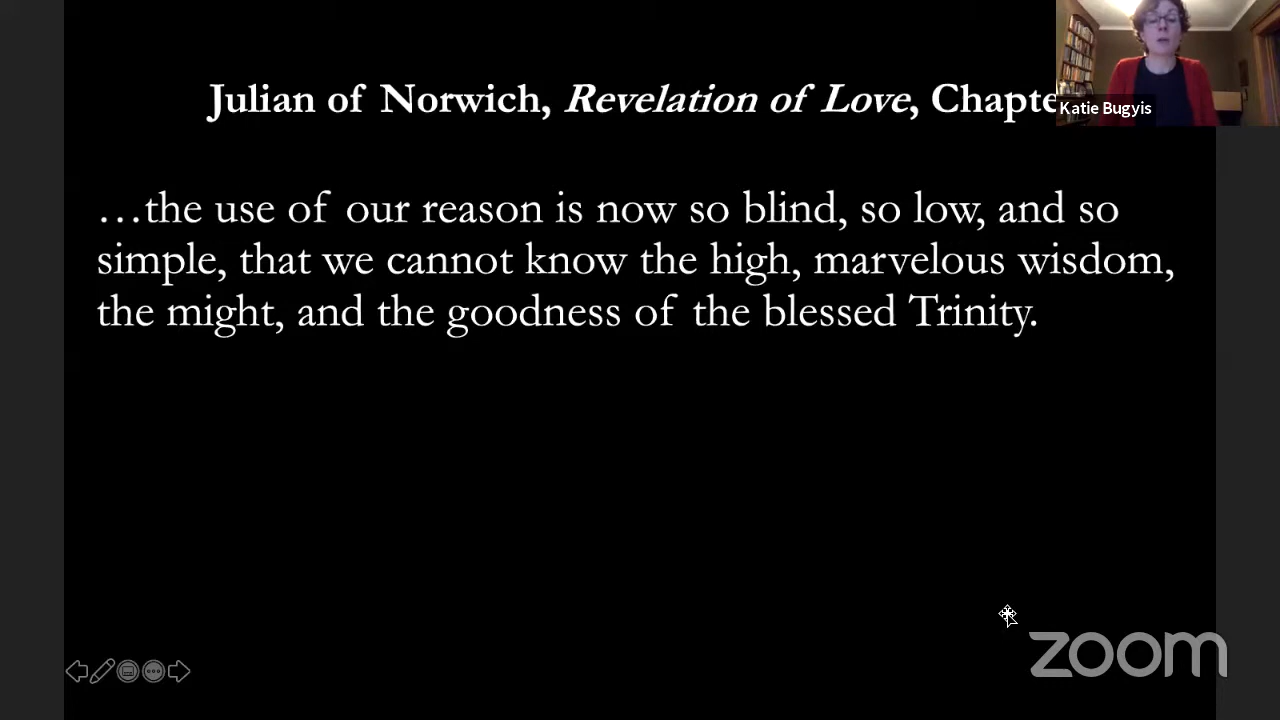 Julian of Norwich, Revelation of Love, Chapte
Katie Bugyis
…the use of our reason is now so blind, so low, and so
simple, that we cannot know the high, marvelous wisdom,
the might, and the goodness of the blessed Trinity.
zoom